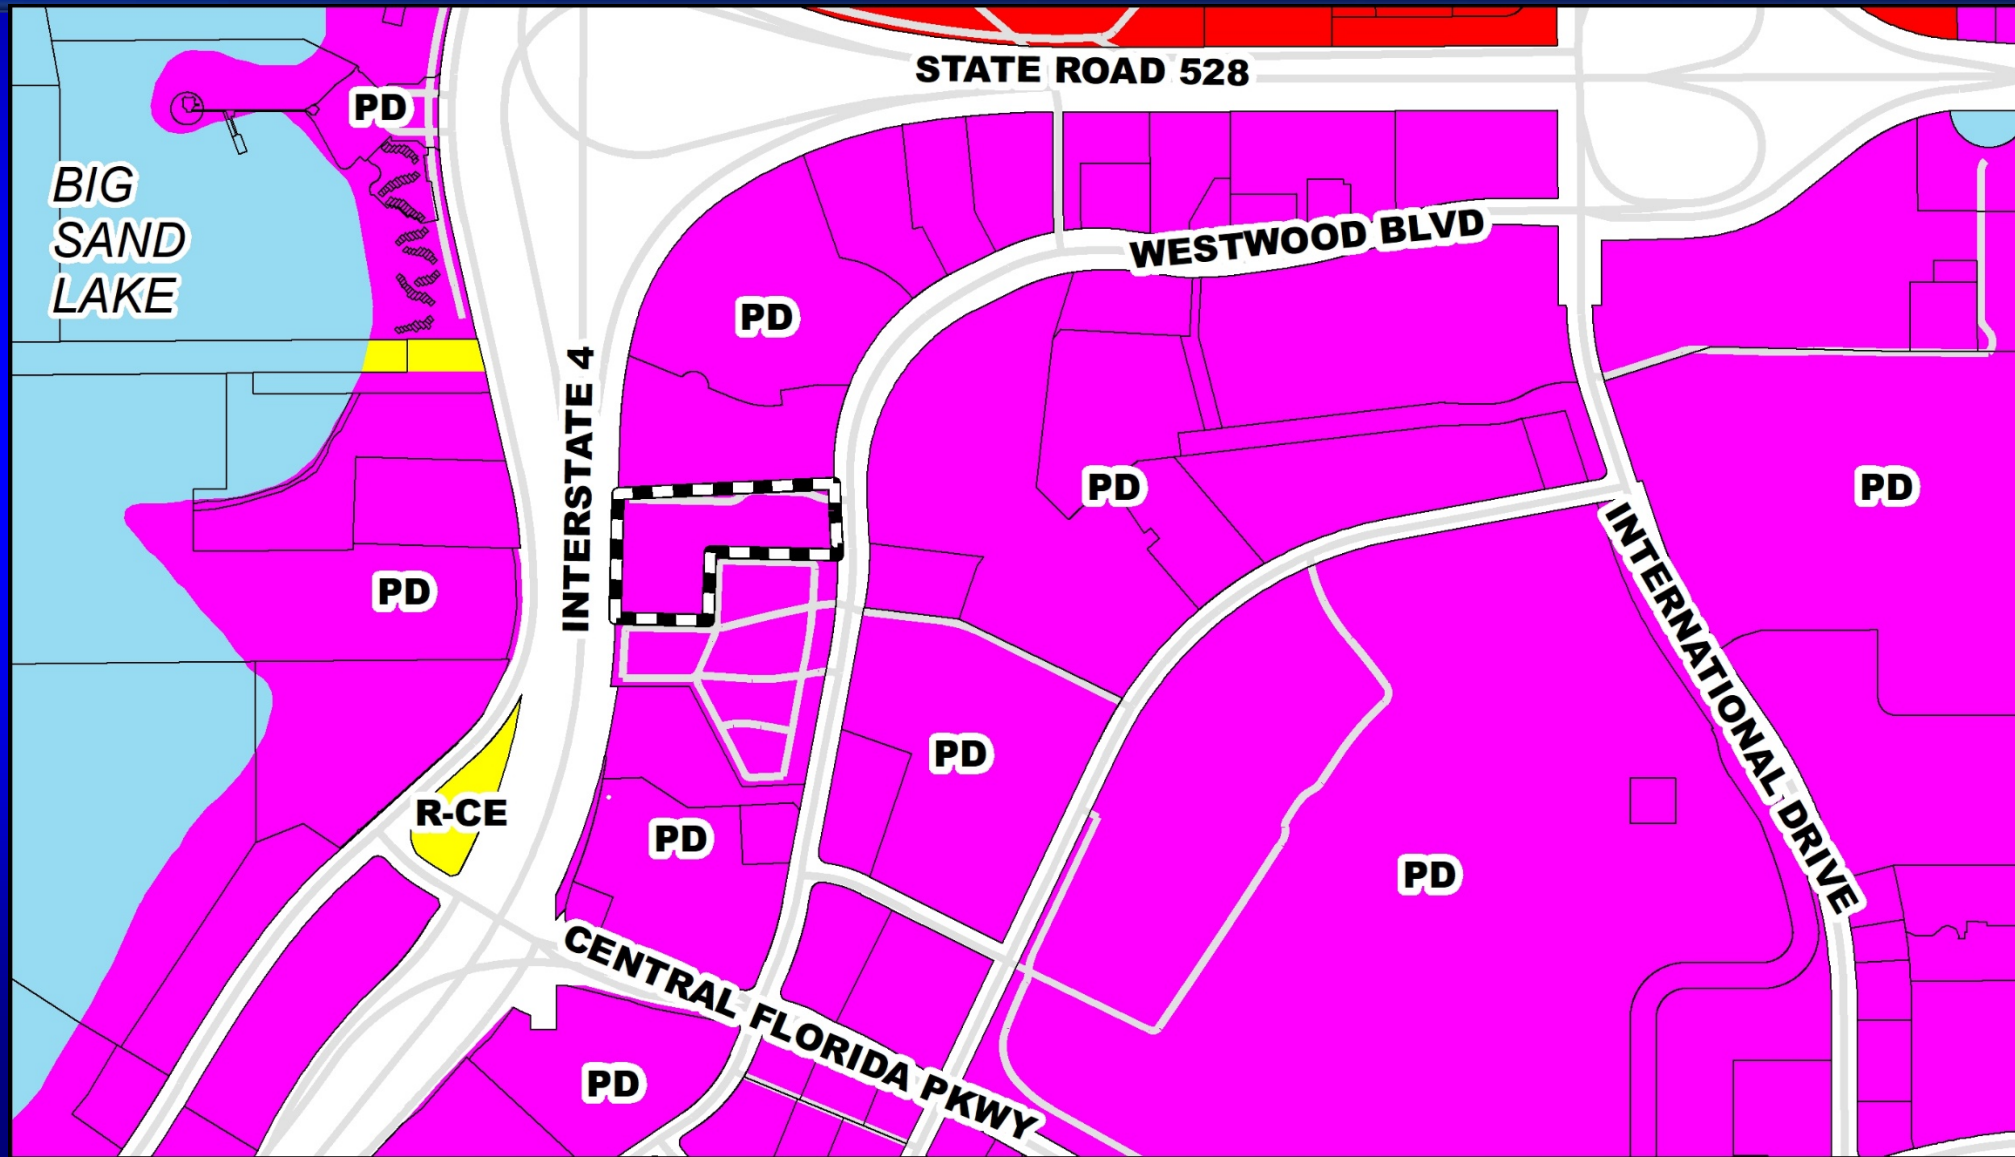 STATE ROAD 528
PD
BIG
SAND
LAKE
WESTWOOD BLVD
PD
INTERSTATE 4
PD
PD
PD
INTERNATIONAL DRIVE
PD
R-CE
PD
PD
CENTRAL FLORIDA PKWY
PD